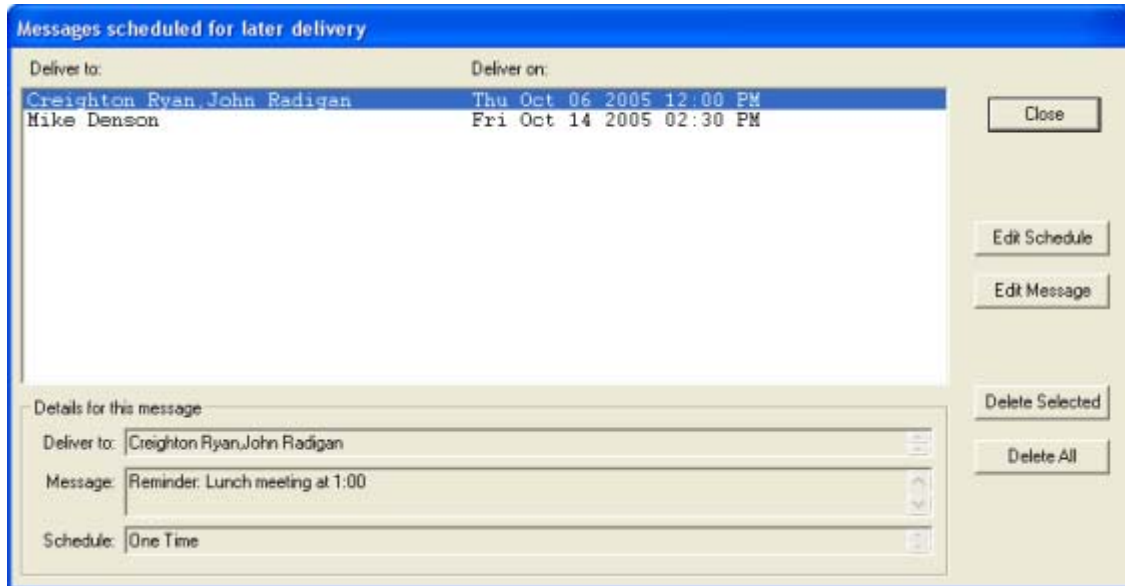 Messages scheduled for later delivery
Deliver to: Deliver on:
Creighton Ryan,John Radigan Thu Oct 06 2005 12:00 PM
Mike Denson Fri Oct 14 2005 02:30 PM
Close
Edit Schedule
Edit Message
Delete Selected
Delete All
Details for this message
Deliver to: Creighton Ryan,John Radigan
Message: Reminder: Lunch meeting at 1:00
Schedule: One Time